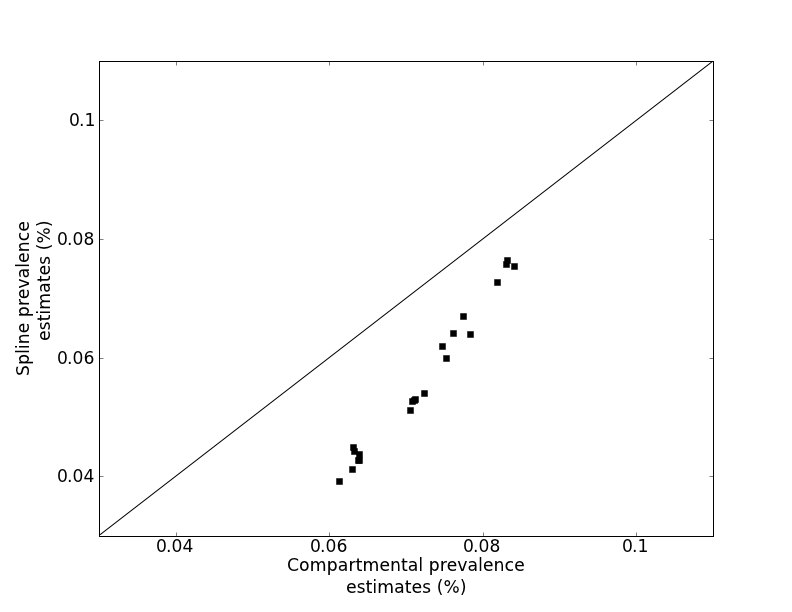 0.1
0.08
0.06
0.04
Spline prevalence
estimates (%)
0.04 0.06 0.08 0.1
Compartmental prevalence
estimates (%)